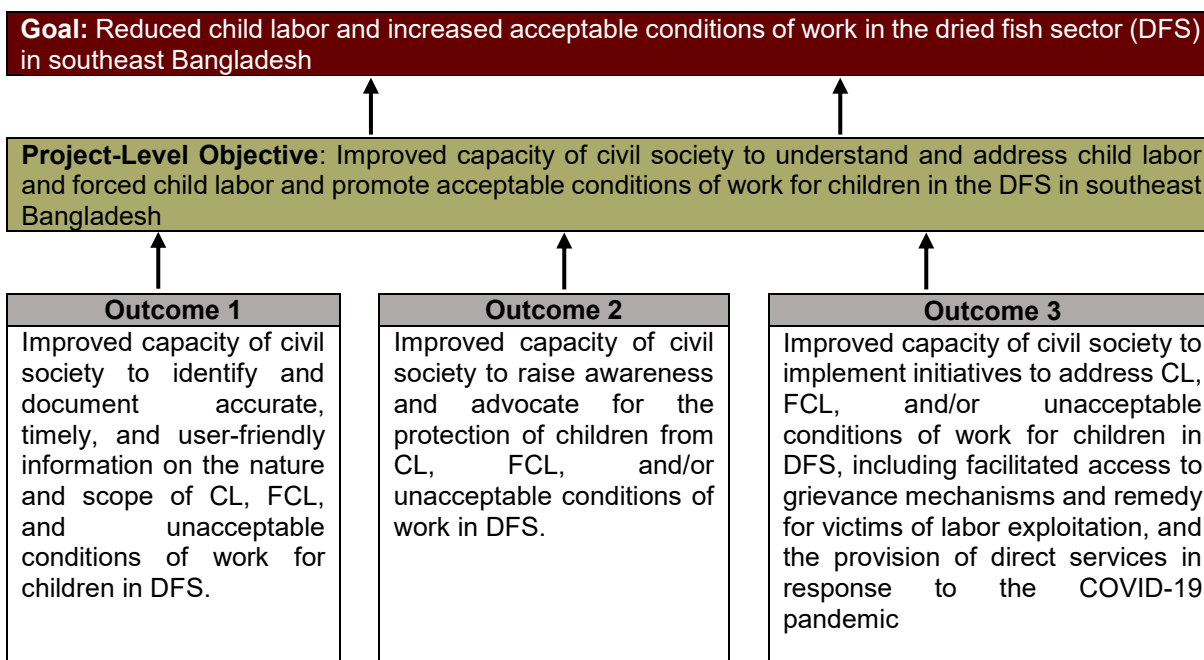 Goal: Reduced child labor and increased acceptable conditions of work in the dried fish sector (DFS)
in southeast Bangladesh
Project-Level Objective: Improved capacity of civil society to understand and address child labor
and forced child labor and promote acceptable conditions of work for children in the DFS in southeast
Bangladesh
Outcome 1
Improved capacity of civil
society to identify and
document accurate,
timely, and user-friendly
information on the nature
and scope of CL, FCL,
and unacceptable
conditions of work for
children in DFS.
Outcome 2
Improved capacity of civil
society to raise awareness
and advocate for the
protection of children from
CL, FCL, and/or
unacceptable conditions of
work in DFS.
Outcome 3
Improved capacity of civil society to
implement initiatives to address CL,
FCL, and/or unacceptable
conditions of work for children in
DFS, including facilitated access to
grievance mechanisms and remedy
for victims of labor exploitation, and
the provision of direct services in
response to the COVID-19
pandemic